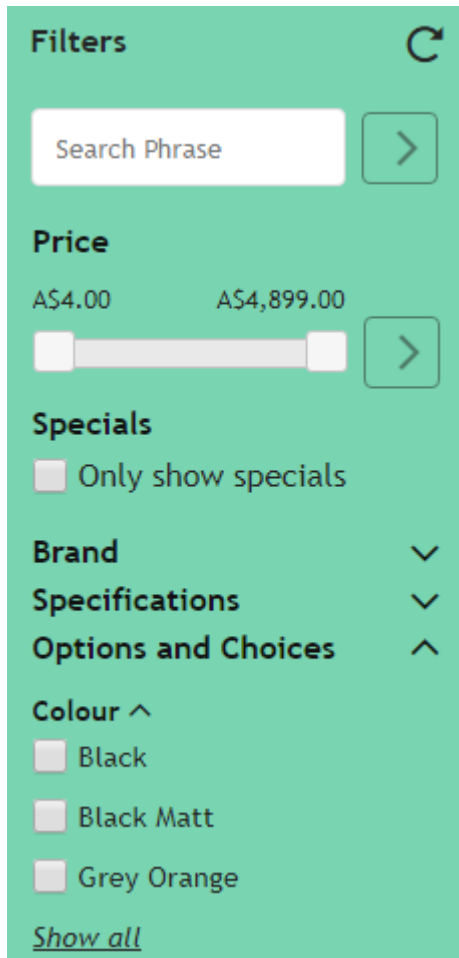 Filters
Search Phrase
Price
A$4.00 A$4,899.00
Specials
Only show specials
Brand
Specifications
Options and Choices
Colour
Black
Black Matt
Grey Orange
Show all